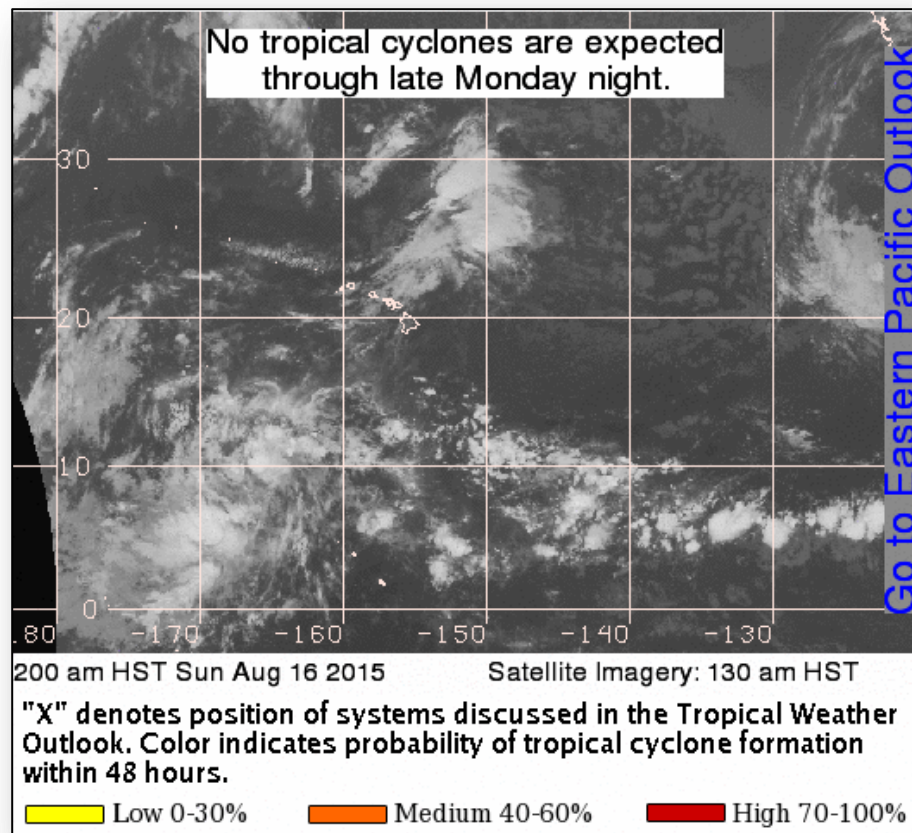 No tropical cyclones are expected
through late Monday night.
Go to Eastern Pacific Outlook
30
20
10
0
.80 -170 -160 -150 -140 -130
200 am HST Sun Aug 16 2015 Satellite Imagery: 130 am HST
"X" denotes position of systems discussed in the Tropical Weather
Outlook. Color indicates probability of tropical cyclone formation
within 48 hours.
Low 0-30% Medium 40-60% High 70-100%